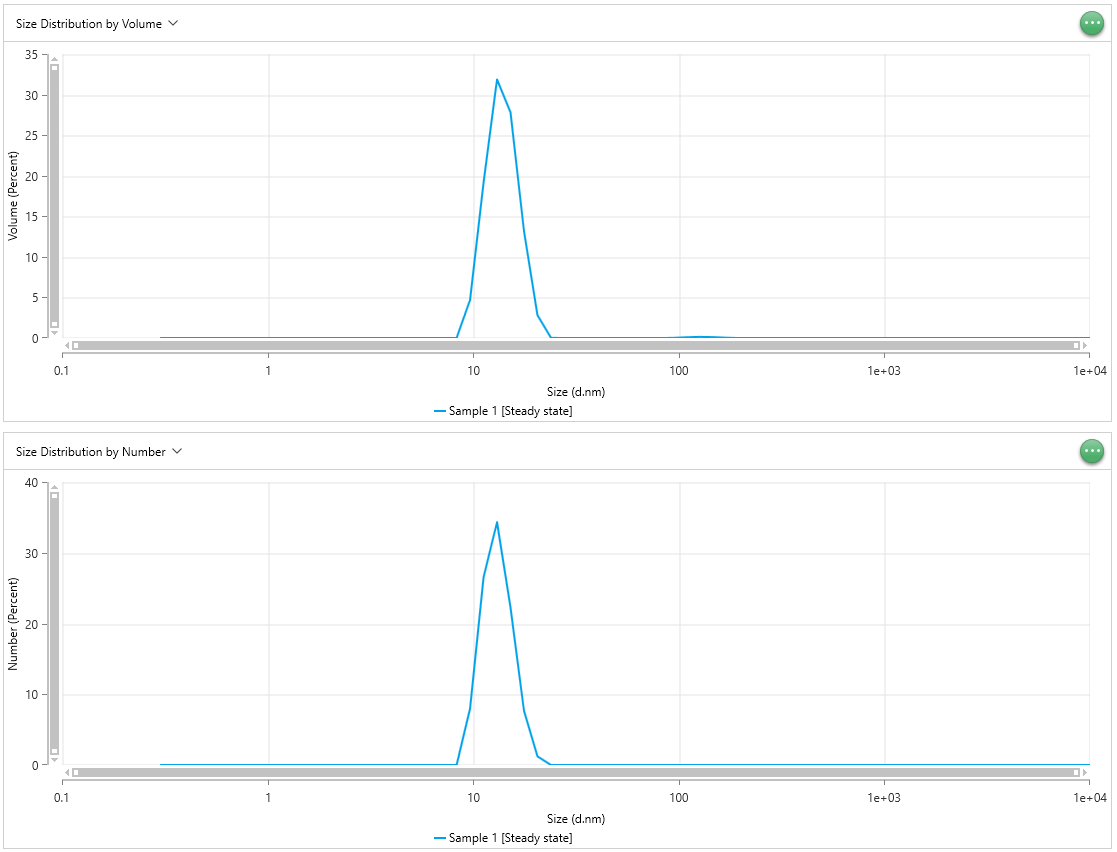 Size Distribution by Volume
35
30
25
20
15
10
5
0
Volume (Percent)
0.1 1 10 100 1e+03 1e+04
Size (d.nm)
Sample 1 [Steady state]
Size Distribution by Number
40
30
20
10
0
Number (Percent)
0.1 1 10 100 1e+03 1e+04
Size (d.nm)
Sample 1 [Steady state]